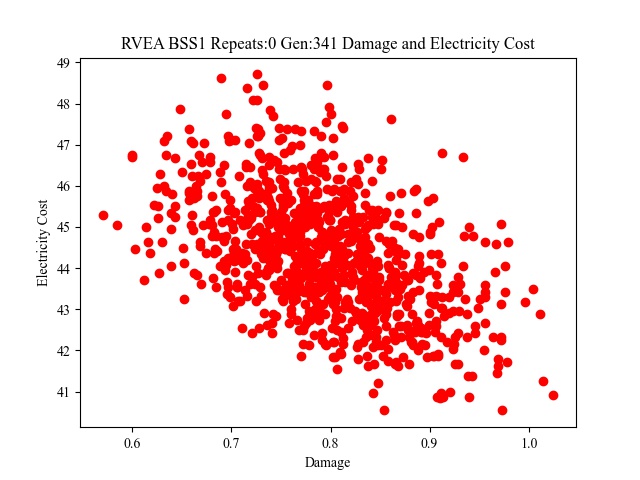 RVEA BSS1 Repeats:0 Gen:341 Damage and Electricity Cost
49
48
47
46
45
44
43
42
41
Electricity Cost
0.6 0.7 0.8 0.9 1.0
Damage